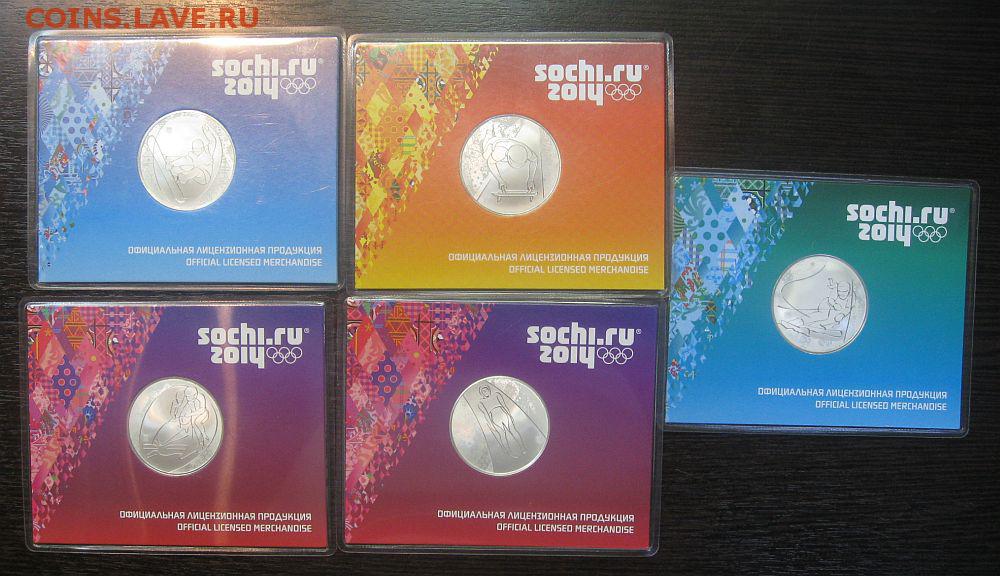 COINS.LAVE.RU
sochi.ru®
2014
ОФИЦИАЛЬНАЯ ЛИЦЕНЗИОННАЯ ПРОДУКЦИЯ
OFFICIAL LICENSED MERCHANDISE
sochi.ru®
2014
ОФИЦИАЛЬНАЯ ЛИЦЕНЗИОННАЯ ПРОДУКЦИЯ
OFFICIAL LICENSED MERCHANDISE
sochi.ru®
2014
ОФИЦИАЛЬНАЯ ЛИЦЕНЗИОННАЯ ПРОДУКЦИЯ
OFFICIAL LICENSED MERCHANDISE
sochi.ru®
2014
ОФИЦИАЛЬНАЯ ЛИЦЕНЗИОННАЯ ПРОДУКЦИЯ
OFFICIAL LICENSED MERCHANDISE
sochi.ru®
2014
ОФИЦИАЛЬНАЯ ЛИЦЕНЗИОННАЯ ПРОДУКЦИЯ
OFFICIAL LICENSED MERCHANDISE